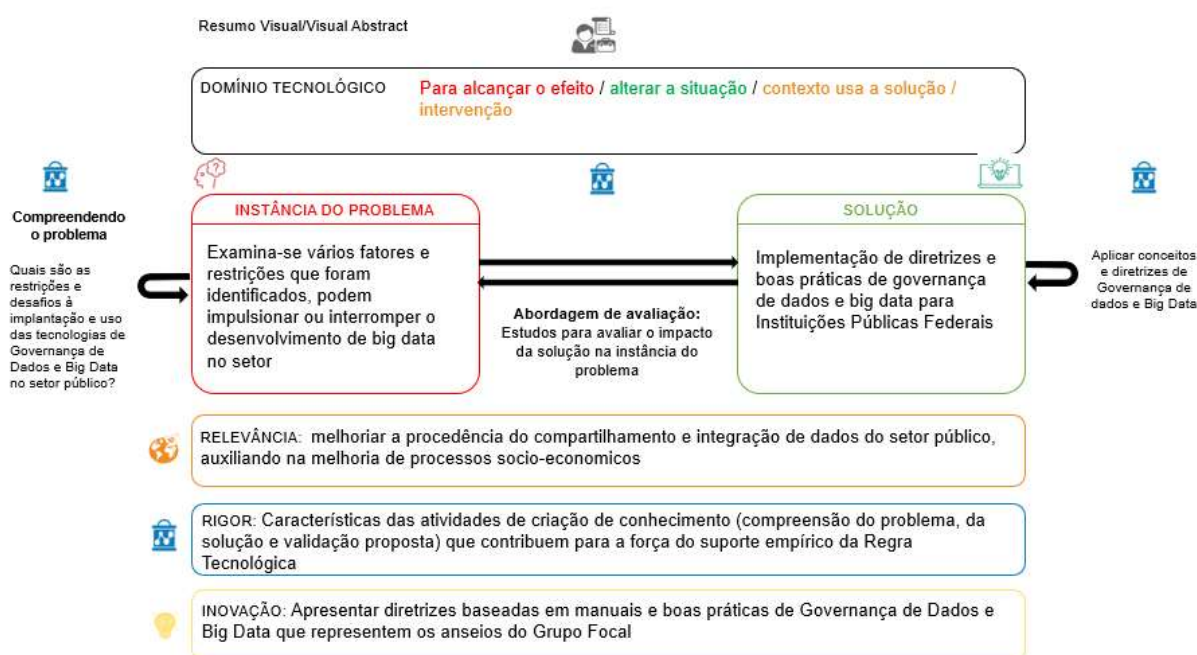 Resumo Visual/Visual Abstract
DOMÍNIO TECNOLÓGICO
Para alcançar o efeito / alterar a situação / contexto usa a solução /
intervenção
Compreendendo
o problema
Quais são as
restrições e
desafios à
implantação e uso
das tecnologias de
Governança de
Dados e Big Data
no setor público?
INSTÂNCIA DO PROBLEMA
Examina-se vários fatores e
restrições que foram
identificados, podem
impulsionar ou interromper o
desenvolvimento de big data
no setor
Abordagem de avaliação:
Estudos para avaliar o impacto
da solução na instância do
problema
SOLUÇÃO
Implementação de diretrizes e
boas práticas de governança
de dados e big data para
Instituições Públicas Federais
Aplicar conceitos
e diretrizes de
Governança de
dados e Big Data
RELEVÂNCIA: melhoriar a procedência do compartilhamento e integração de dados do setor público,
auxiliando na melhoria de processos socio-economicos
RIGOR: Características das atividades de criação de conhecimento (compreensão do problema, da
solução e validação proposta) que contribuem para a força do suporte empírico da Regra
Tecnológica
INOVAÇÃO: Apresentar diretrizes baseadas em manuais e boas práticas de Governança de Dados e
Big Data que representem os anseios do Grupo Focal